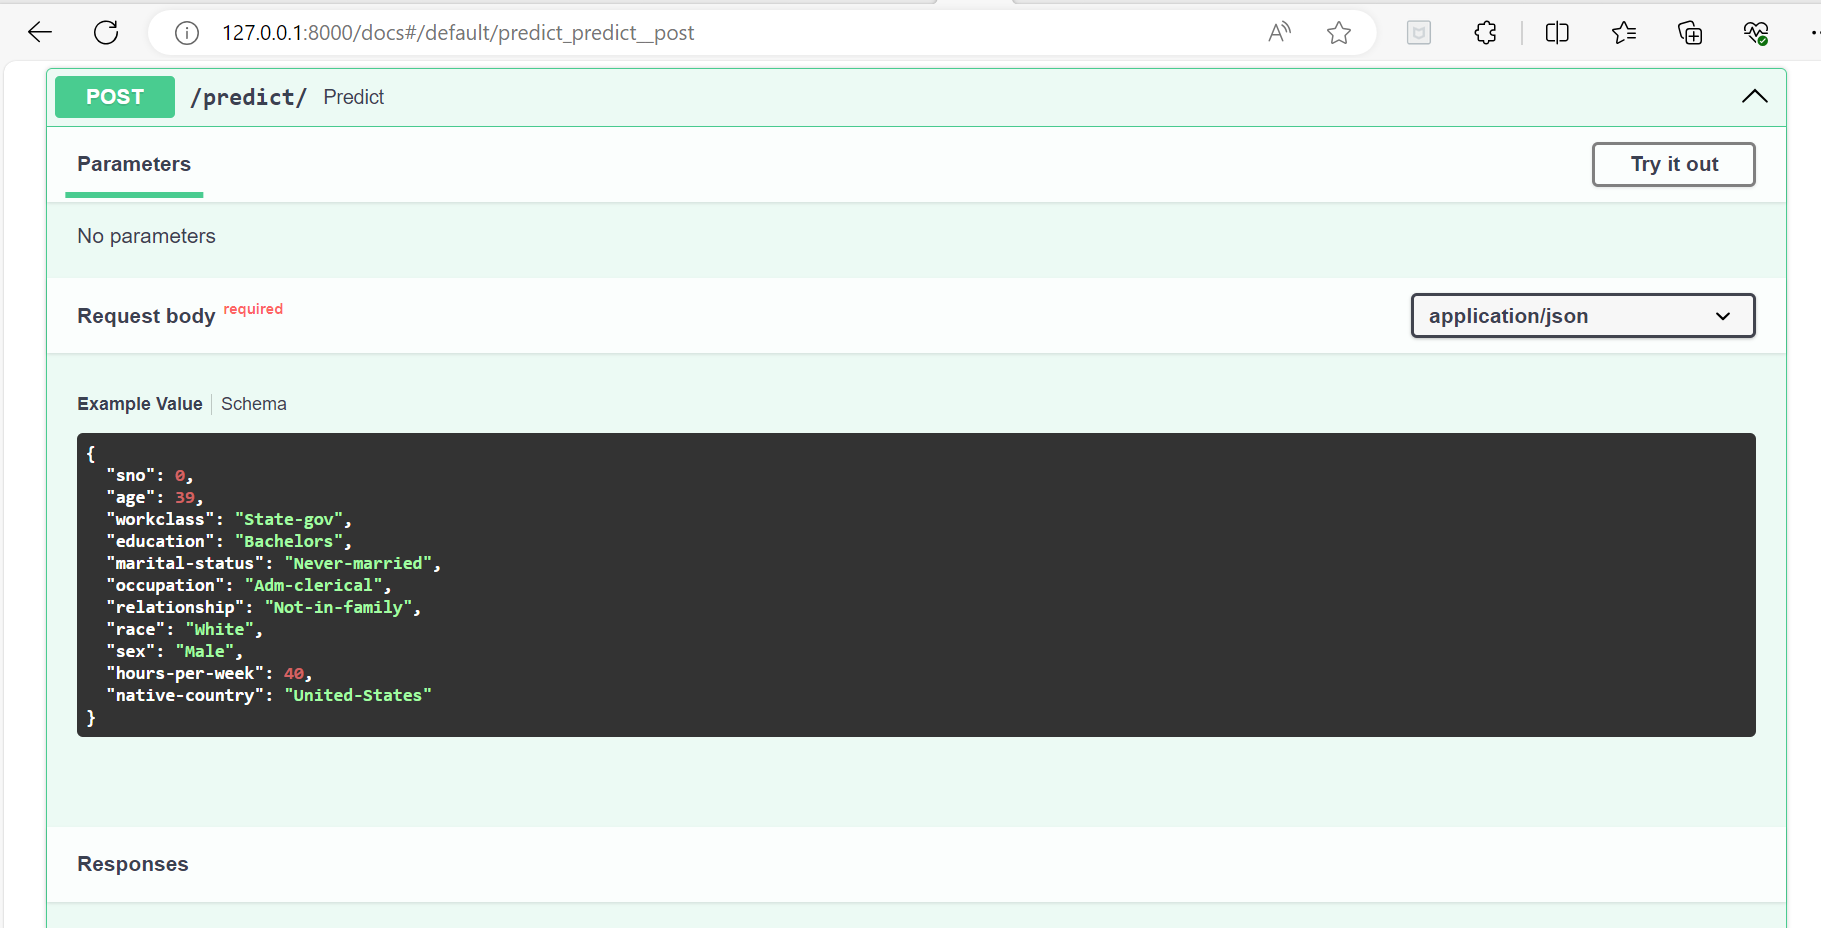 127.0.0.1:8000/docs#/default/predict_predict__post
POST /predict/ Predict
Parameters
Try it out
No parameters
Request body required
application/json
Example Value Schema
{
  "sno": 0,
  "age": 39,
  "workclass": "State-gov",
  "education": "Bachelors",
  "marital-status": "Never-married",
  "occupation": "Adm-clerical",
  "relationship": "Not-in-family",
  "race": "White",
  "sex": "Male",
  "hours-per-week": 40,
  "native-country": "United-States"
}
Responses